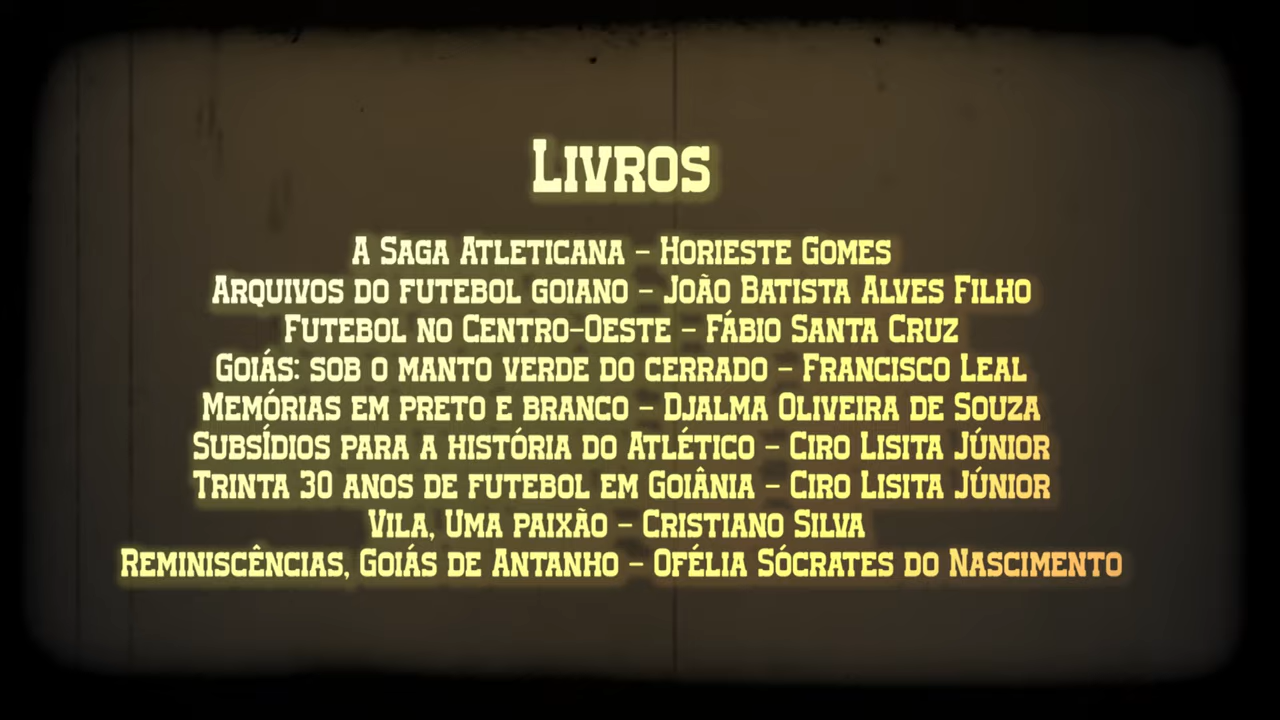 Livros
A Saga Atleticana – Horieste Gomes
Arquivos do futebol goiano – João Batista Alves Filho
Futebol no Centro-Oeste – Fábio Santa Cruz
Goiás: sob o manto verde do cerrado – Francisco Leal
Memórias em preto e branco – Djalma Oliveira de Souza
Subsídios para a história do Atlético – Ciro Lisita Júnior
Trinta 30 anos de futebol em Goiânia – Ciro Lisita Júnior
Vila, Uma paixão – Cristiano Silva
Reminiscências, Goiás de Antanho – Ofélia Sócrates do Nascimento